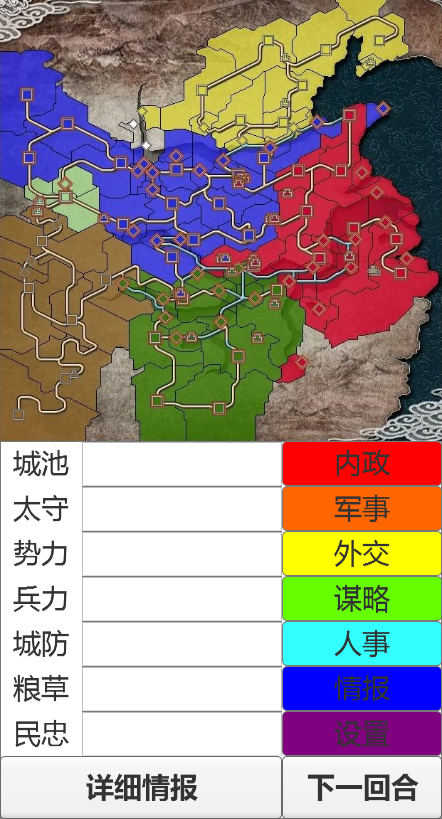 城池 内政
太守 军事
势力 外交
兵力 谋略
城防 人事
粮草 情报
民忠 设置
详细情报 下一回合